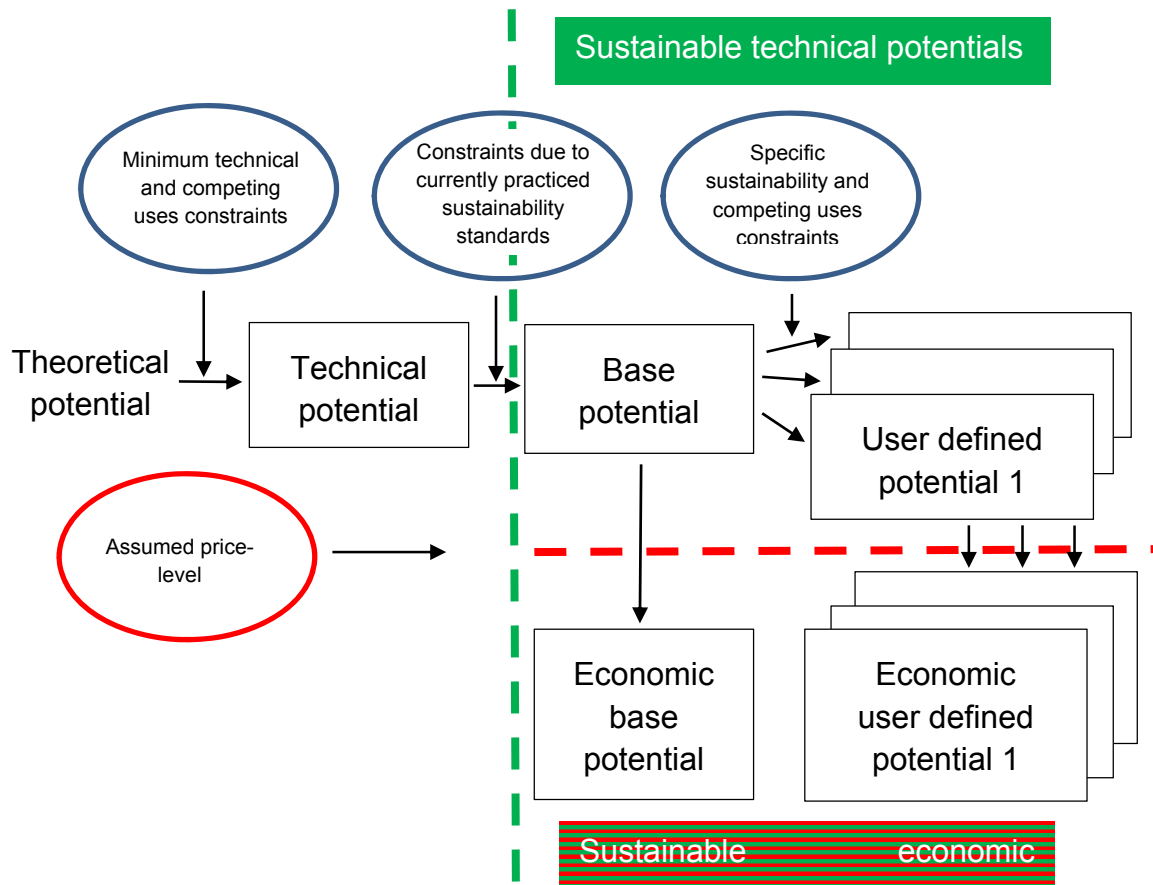 Sustainable technical potentials
Minimum technical
and competing
uses constraints
Constraints due to
currently practiced
sustainability
standards
Specific
sustainability and
competing uses
constraints
Theoretical
potential
Technical
potential
Base
potential
User defined
potential 1
Assumed price-
level
Economic
base
potential
Economic
user defined
potential 1
Sustainable economic